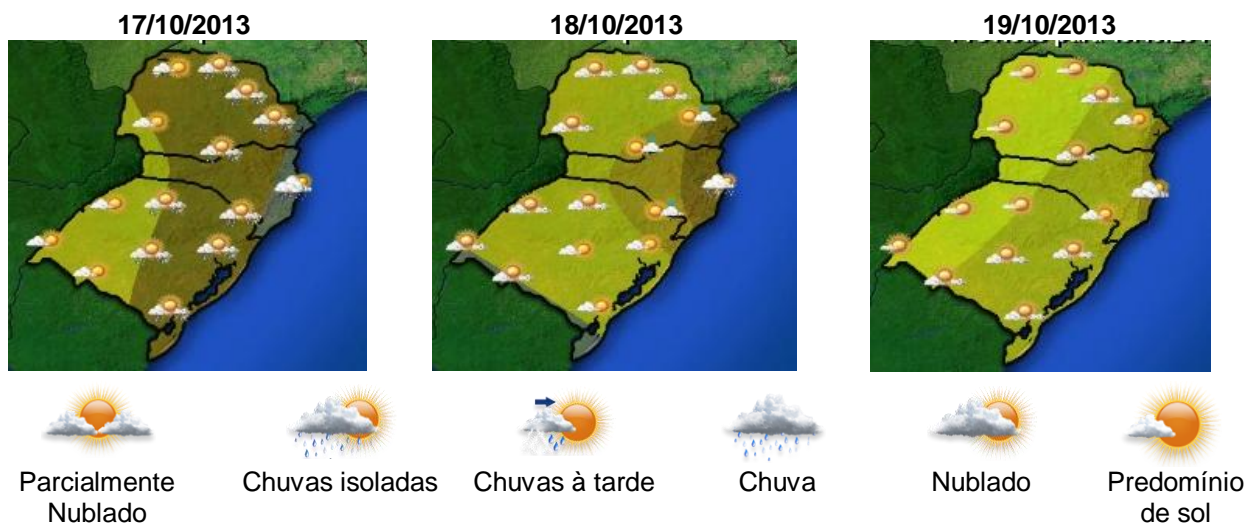 17/10/2013
18/10/2013
19/10/2013
Parcialmente
Nublado
Chuvas isoladas
Chuvas à tarde
Chuva
Nublado
Predomínio
de sol